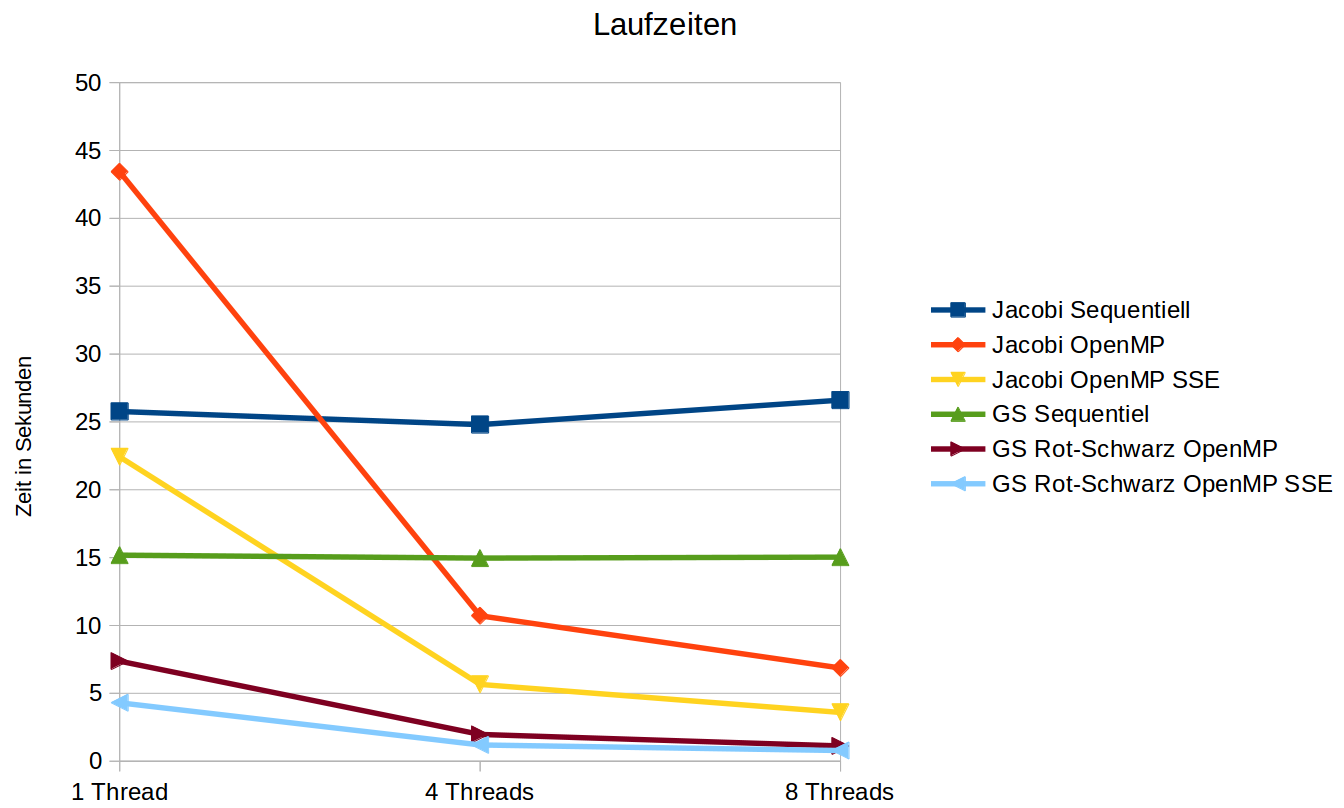 Laufzeiten
50
45
40
35
30
25
20
15
10
5
0
Zeit in Sekunden
1 Thread
4 Threads
8 Threads
Jacobi Sequentiell
Jacobi OpenMP
Jacobi OpenMP SSE
GS Sequentiel
GS Rot-Schwarz OpenMP
GS Rot-Schwarz OpenMP SSE